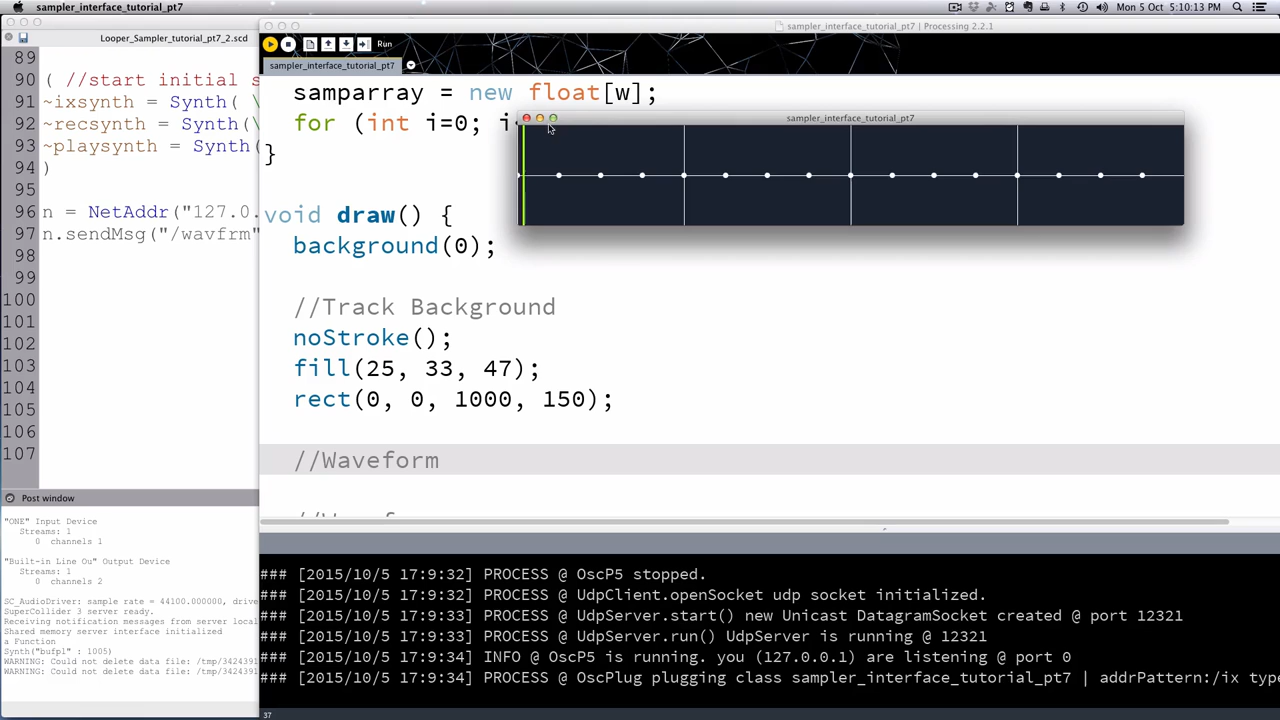 sampler_interface_tutorial_pt7
Mon 5 Oct 5:10:13 PM
Looper_Sampler_tutorial_pt7_2.scd
89
90 ( //start initial s
91 ~ixsynth = Synth( \
92 ~recsynth = Synth(\
93 ~playsynth = Synth(
94 )
95
96 n = NetAddr("127.0.
97 n.sendMsg("/wavfrm"
98
99
100
101
102
103
104
105
106
107
Post window
"ONE" Input Device
Streams: 1
0 channels 1
"Built-in Line Ou" Output Device
Streams: 1
0 channels 2
SC_AudioDriver: sample rate = 44100.000000, drive
SuperCollider 3 server ready.
Receiving notification messages from server local
Shared memory server interface initialized
a Function
Synth("bufp1" : 1005)
WARNING: Could not delete data file: /tmp/3424391
WARNING: Could not delete data file: /tmp/3424391
sampler_interface_tutorial_pt7 | Processing 2.2.1
Run
sampler_interface_tutorial_pt7
samparray = new float[w];
for (int i=0; i
}
sampler_interface_tutorial_pt7
void draw() {
background(0);
//Track Background
noStroke();
fill(25, 33, 47);
rect(0, 0, 1000, 150);
//Waveform
### [2015/10/5 17:9:32] PROCESS @ OscP5 stopped.
### [2015/10/5 17:9:32] PROCESS @ UdpClient.openSocket udp socket initialized.
### [2015/10/5 17:9:33] PROCESS @ UdpServer.start() new Unicast DatagramSocket created @ port 12321
### [2015/10/5 17:9:33] PROCESS @ UdpServer.run() UdpServer is running @ 12321
### [2015/10/5 17:9:34] INFO @ OscP5 is running. you (127.0.0.1) are listening @ port 0
### [2015/10/5 17:9:34] PROCESS @ OscPlug plugging class sampler_interface_tutorial_pt7 | addrPattern:/ix type
37